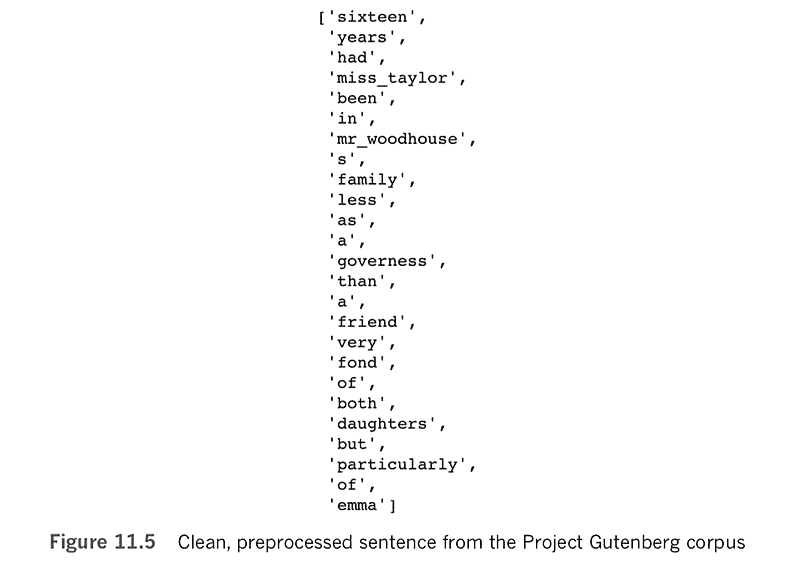 ['sixteen',
'years',
'had',
'miss_taylor',
'been',
'in',
'mr_woodhouse',
's',
'family',
'less',
'as',
'a',
'governess',
'than',
'a',
'friend',
'very',
'fond',
'of',
'both',
'daughters',
'but',
'particularly',
'of',
'emma']
Figure 11.5 Clean, preprocessed sentence from the Project Gutenberg corpus